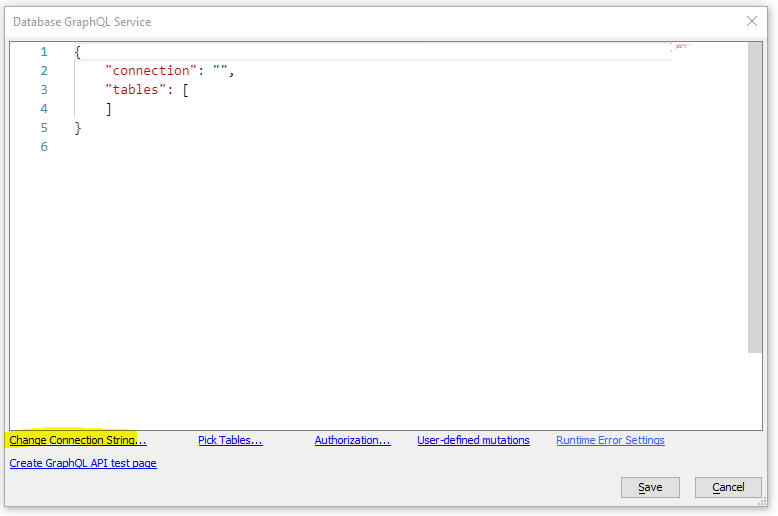 Database GraphQL Service
1 {
2 "connection": "",
3 "tables": [
4 ]
5 }
6
Change Connection String... Pick Tables... Authorization... User-defined mutations Runtime Error Settings
Create GraphQL API test page
Save Cancel